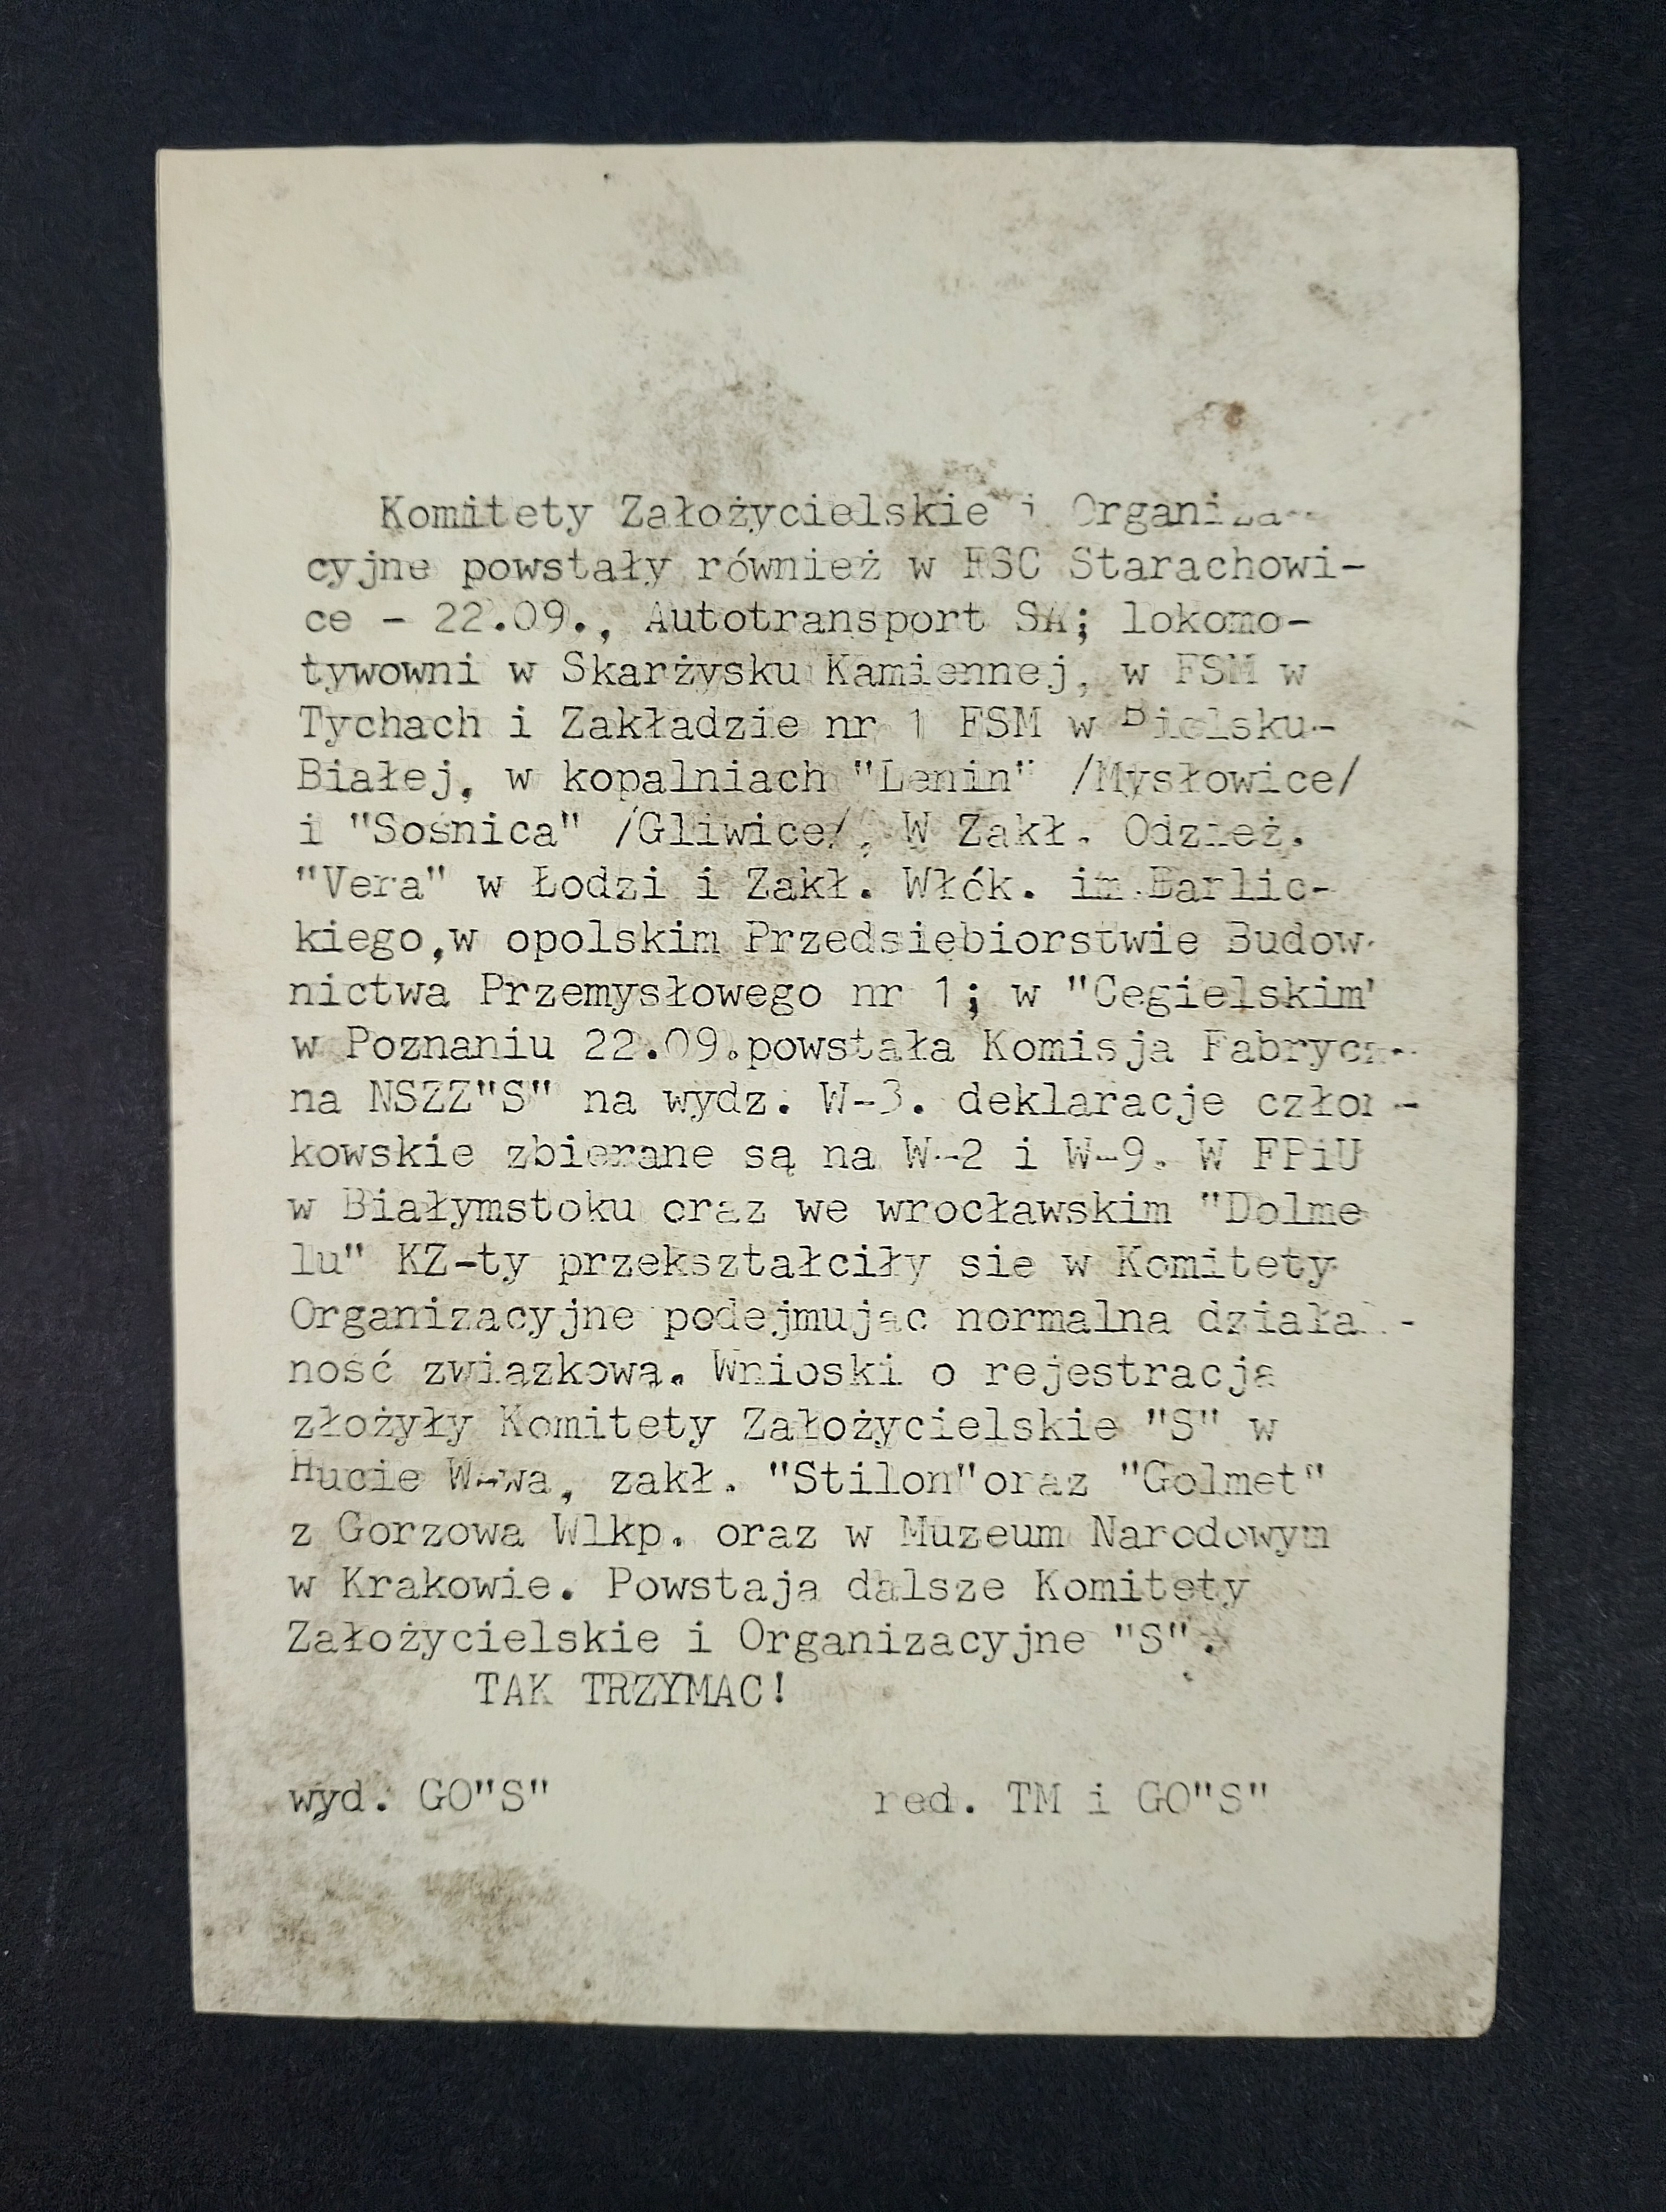 Komitety Założycielskie i Organiza-
cyjne powstały również w FSC Starachowi-
ce - 22.09., Autotransport SA; lokomo-
tywowni w Skarżysku Kamiennej, w FSM w
Tychach i Zakładzie nr 1 FSM w Bielsku-
Białej, w kopalniach "Lenin" /Mysłowice/
i "Sośnica" /Gliwice/, W Zakł. Odzież.
"Vera" w Łodzi i Zakł. Włók. im.Barlic-
kiego,w opolskim Przedsiębiorstwie Budow-
nictwa Przemysłowego nr 1; w "Cegielskim"
w Poznaniu 22.09.powstała Komisja Fabrycz-
na NSZZ"S" na wydz. W-3. deklaracje człon-
kowskie zbierane są na W-2 i W-9. W FPiU
w Białymstoku oraz we wrocławskim "Dolme
lu" KZ-ty przekształciły sie w Komitety
Organizacyjne podejmując normalna działal-
ność związkową. Wnioski o rejestracja
złożyły Komitety Założycielskie "S" w
Hucie W-wa, zakł. "Stilon"oraz "Golmet"
z Gorzowa Wlkp. oraz w Muzeum Narodowym
w Krakowie. Powstają dalsze Komitety
Założycielskie i Organizacyjne "S".
TAK TRZYMAC!
wyd. GO"S" red. TM i GO"S"